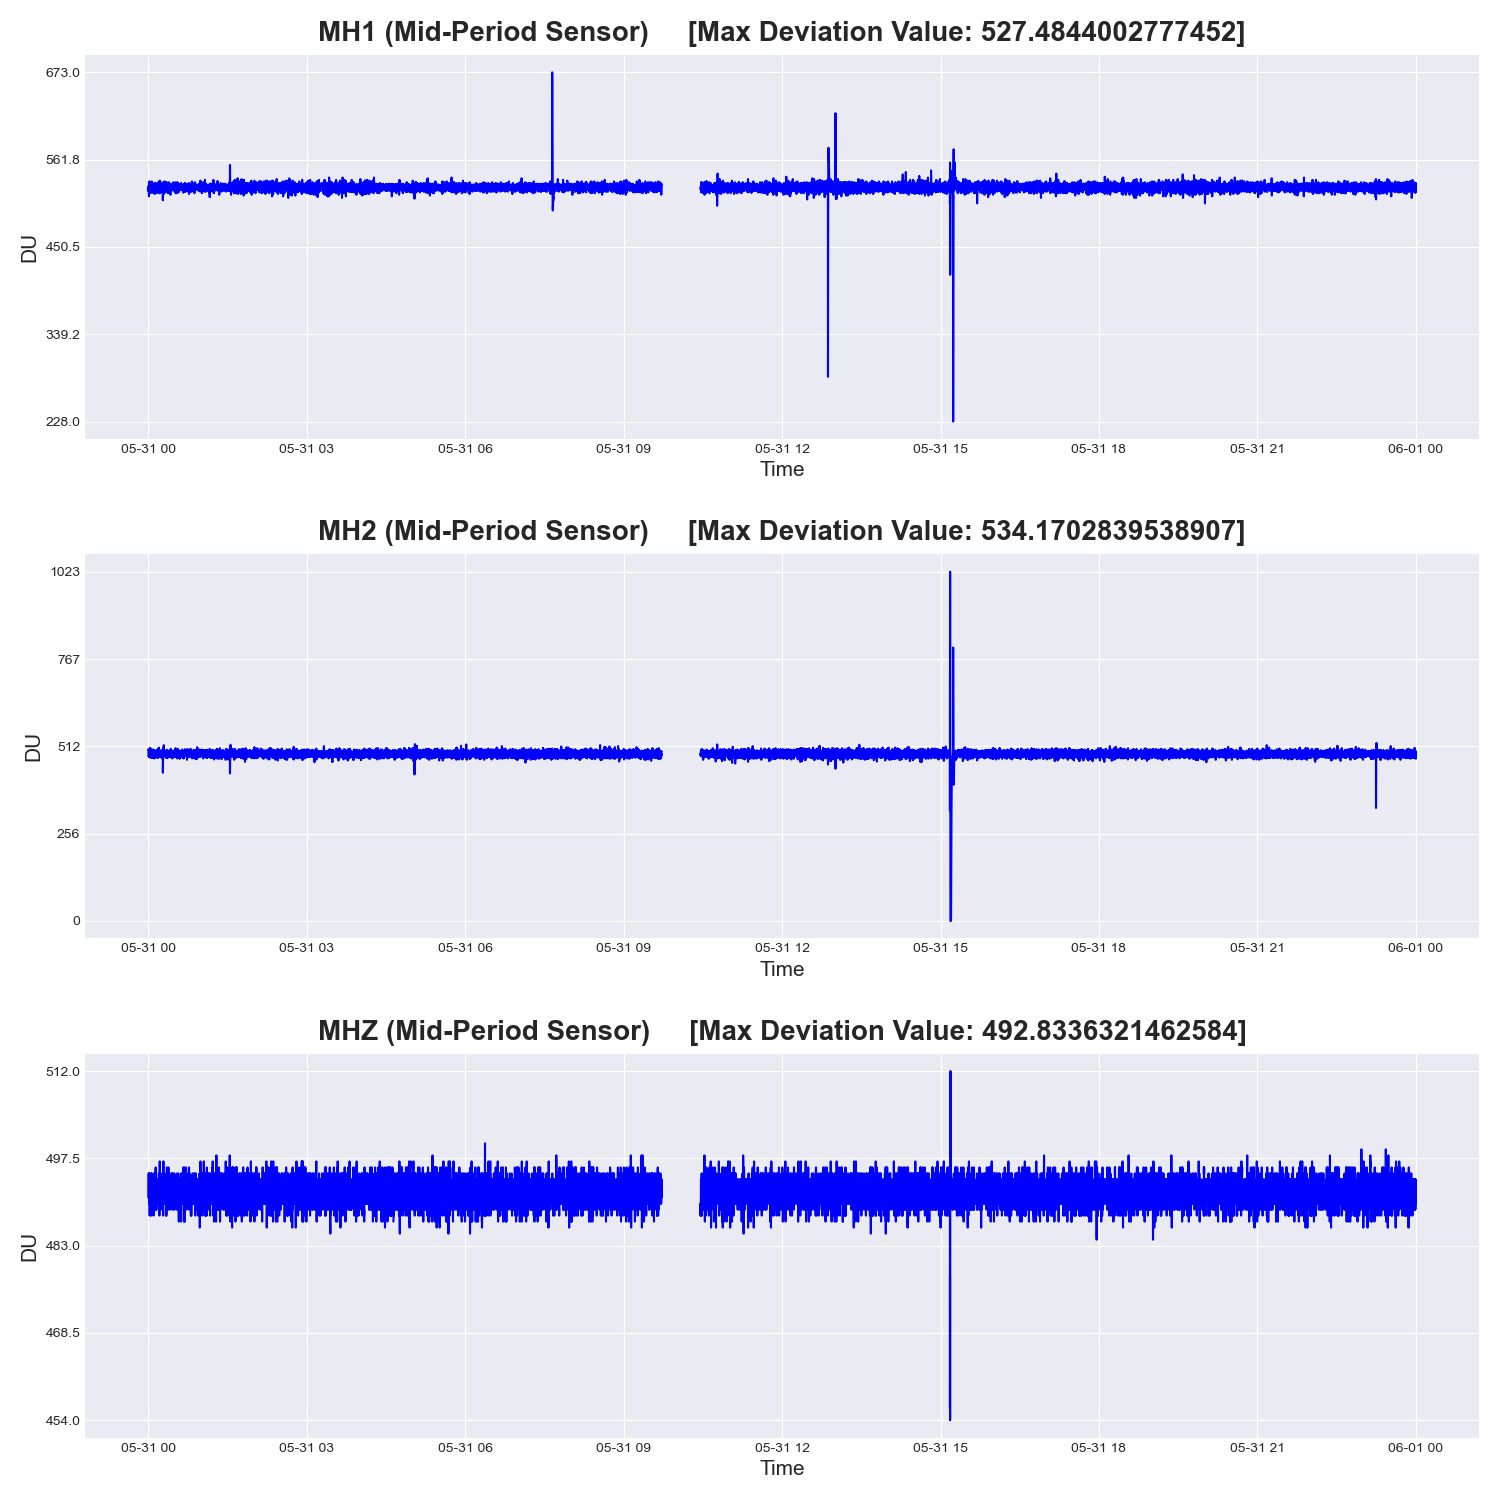 MH1 (Mid-Period Sensor) [Max Deviation Value: 527.4844002777452]
673.0
561.8
450.5
339.2
228.0
DU
05-31 00 05-31 03 05-31 06 05-31 09 05-31 12 05-31 15 05-31 18 05-31 21 06-01 00
Time
MH2 (Mid-Period Sensor) [Max Deviation Value: 534.1702839538907]
1023
767
512
256
0
DU
05-31 00 05-31 03 05-31 06 05-31 09 05-31 12 05-31 15 05-31 18 05-31 21 06-01 00
Time
MHZ (Mid-Period Sensor) [Max Deviation Value: 492.8336321462584]
512.0
497.5
483.0
468.5
454.0
DU
05-31 00 05-31 03 05-31 06 05-31 09 05-31 12 05-31 15 05-31 18 05-31 21 06-01 00
Time